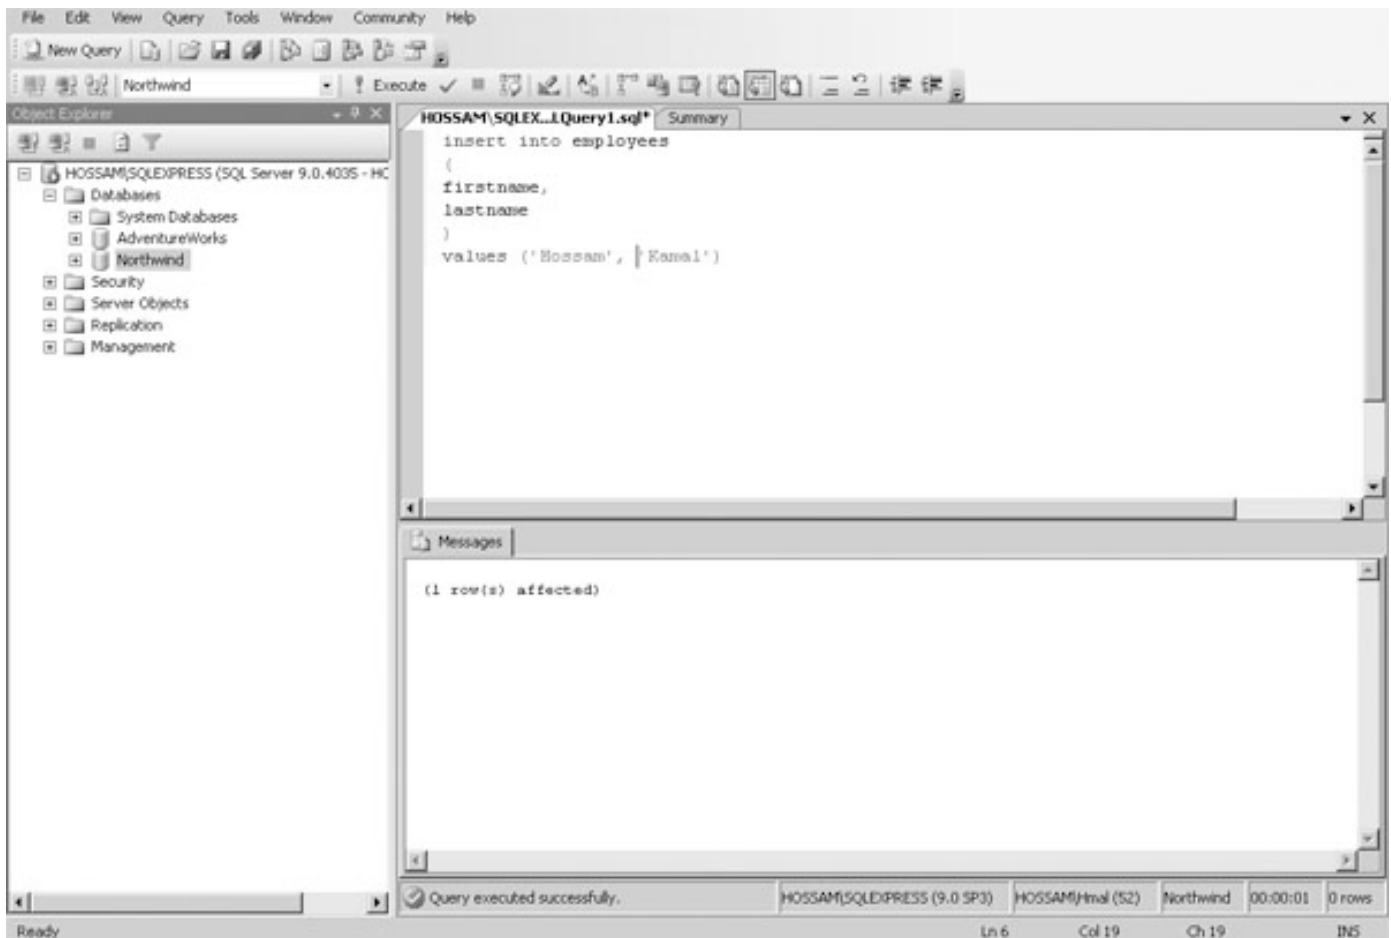 File Edit View Query Tools Window Community Help
New Query
Northwind Execute
Object Explorer
HOSSAM\SQLEXPRESS (SQL Server 9.0.4035 - HO
Databases
System Databases
AdventureWorks
Northwind
Security
Server Objects
Replication
Management
HOSSAM\SQLEX...LQuery1.sql* Summary
insert into employees
(
firstname,
lastname
)
values ('Hossam', 'Kamal')
Messages
(1 row(s) affected)
Query executed successfully. HOSSAM\SQLEXPRESS (9.0 SP3) HOSSAM\Hmal (52) Northwind 00:00:01 0 rows
Ready Ln 6 Col 19 Ch 19 INS